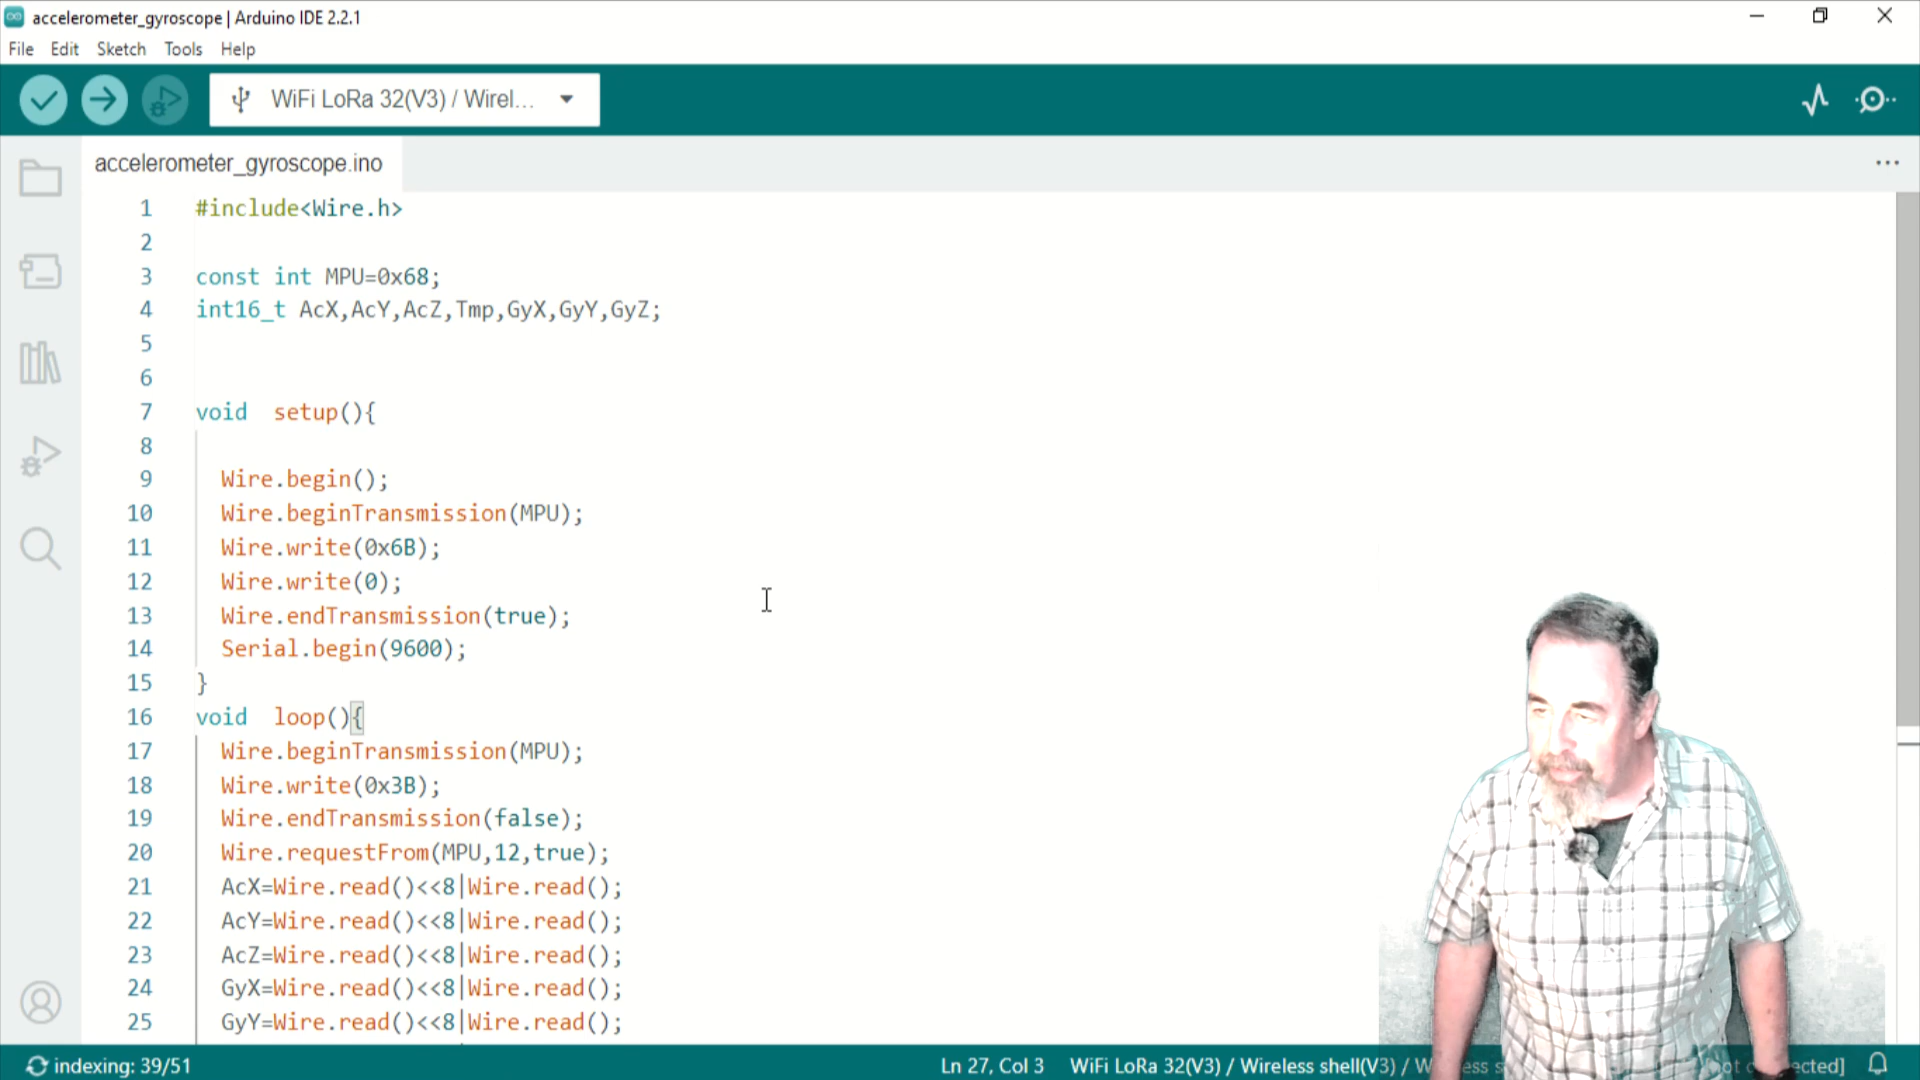 accelerometer_gyroscope | Arduino IDE 2.2.1
File Edit Sketch Tools Help
WiFi LoRa 32(V3) / Wirel...
accelerometer_gyroscope.ino
1 #include<Wire.h>
2
3 const int MPU=0x68;
4 int16_t AcX,AcY,AcZ,Tmp,GyX,GyY,GyZ;
5
6
7 void  setup(){
8
9 Wire.begin();
10 Wire.beginTransmission(MPU);
11 Wire.write(0x6B);
12 Wire.write(0);
13 Wire.endTransmission(true);
14 Serial.begin(9600);
15 }
16 void  loop(){
17 Wire.beginTransmission(MPU);
18 Wire.write(0x3B);
19 Wire.endTransmission(false);
20 Wire.requestFrom(MPU,12,true);
21 AcX=Wire.read()<<8|Wire.read();
22 AcY=Wire.read()<<8|Wire.read();
23 AcZ=Wire.read()<<8|Wire.read();
24 GyX=Wire.read()<<8|Wire.read();
25 GyY=Wire.read()<<8|Wire.read();
indexing: 39/51 Ln 27, Col 3 WiFi LoRa 32(V3) / Wireless shell(V3) /